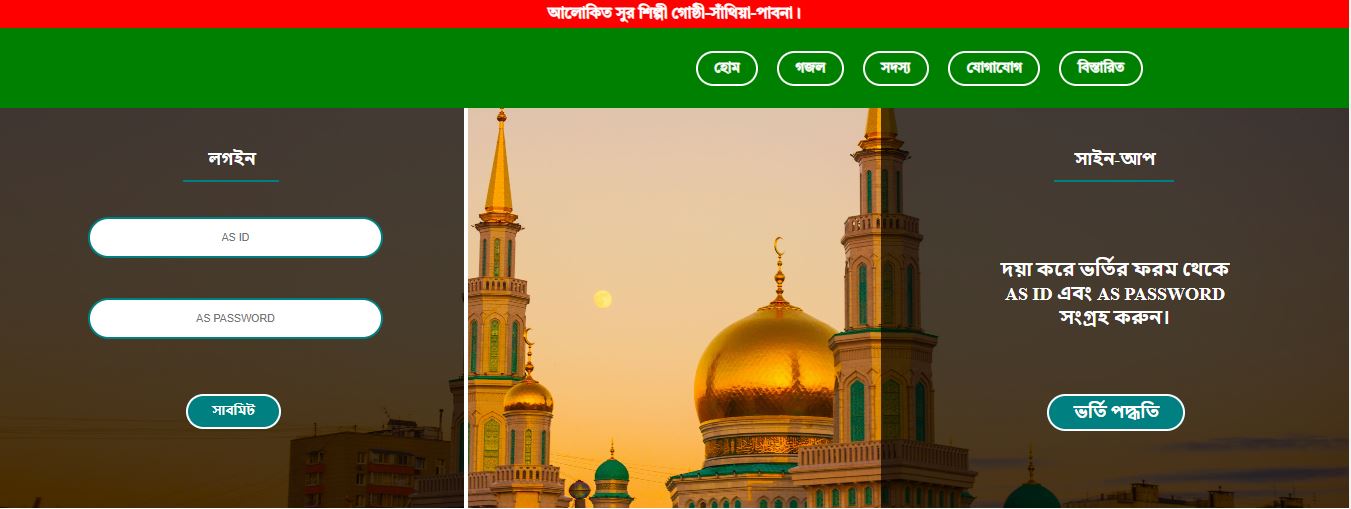 আলোকিত সুর শিল্পী গোষ্ঠী-সাঁথিয়া-পাবনা।
হোম গজল সদস্য যোগাযোগ বিস্তারিত
লগইন
AS ID
AS PASSWORD
সাবমিট
সাইন-আপ
দয়া করে ভর্তির ফরম থেকে
AS ID এবং AS PASSWORD
সংগ্রহ করুন।
ভর্তি পদ্ধতি